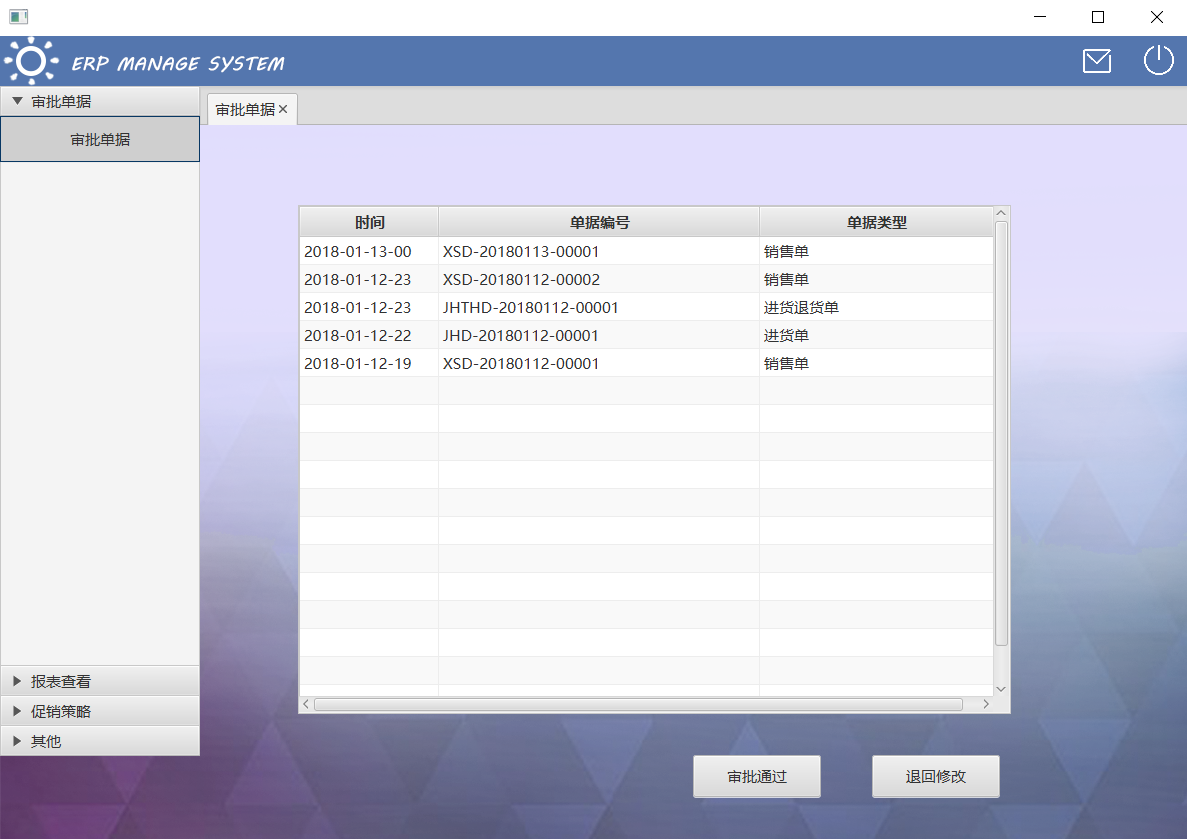 ERP MANAGE SYSTEM
审批单据
审批单据
审批单据
时间 单据编号 单据类型
2018-01-13-00 XSD-20180113-00001 销售单
2018-01-12-23 XSD-20180112-00002 销售单
2018-01-12-23 JHTHD-20180112-00001 进货退货单
2018-01-12-22 JHD-20180112-00001 进货单
2018-01-12-19 XSD-20180112-00001 销售单
报表查看
促销策略
其他
审批通过 退回修改